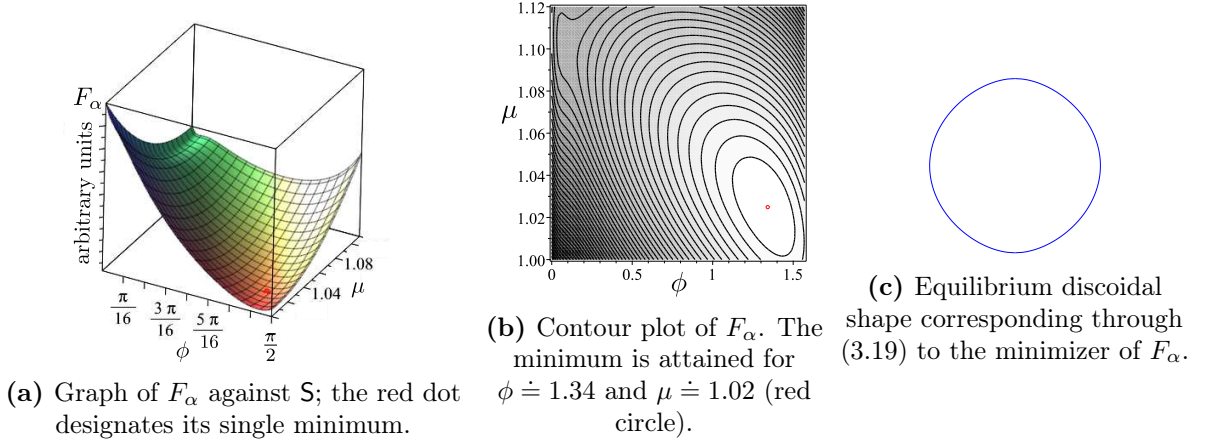 F_α
arbitrary units
π/16
3 π/16
5 π/16
π/2
ϕ
1.04
1.08
μ
(a) Graph of F_α against S; the red dot
designates its single minimum.
1.12
1.10
1.08
1.06
1.04
1.02
1.00
μ
0
0.5
1
1.5
ϕ
(b) Contour plot of F_α. The
minimum is attained for
ϕ ≐ 1.34 and μ ≐ 1.02 (red
circle).
(c) Equilibrium discoidal
shape corresponding through
(3.19) to the minimizer of F_α.